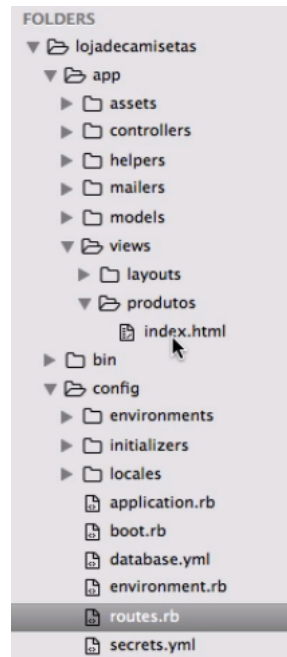 FOLDERS
lojadecamisetas
app
assets
controllers
helpers
mailers
models
views
layouts
produtos
index.html
bin
config
environments
initializers
locales
application.rb
boot.rb
database.yml
environment.rb
routes.rb
secrets.yml